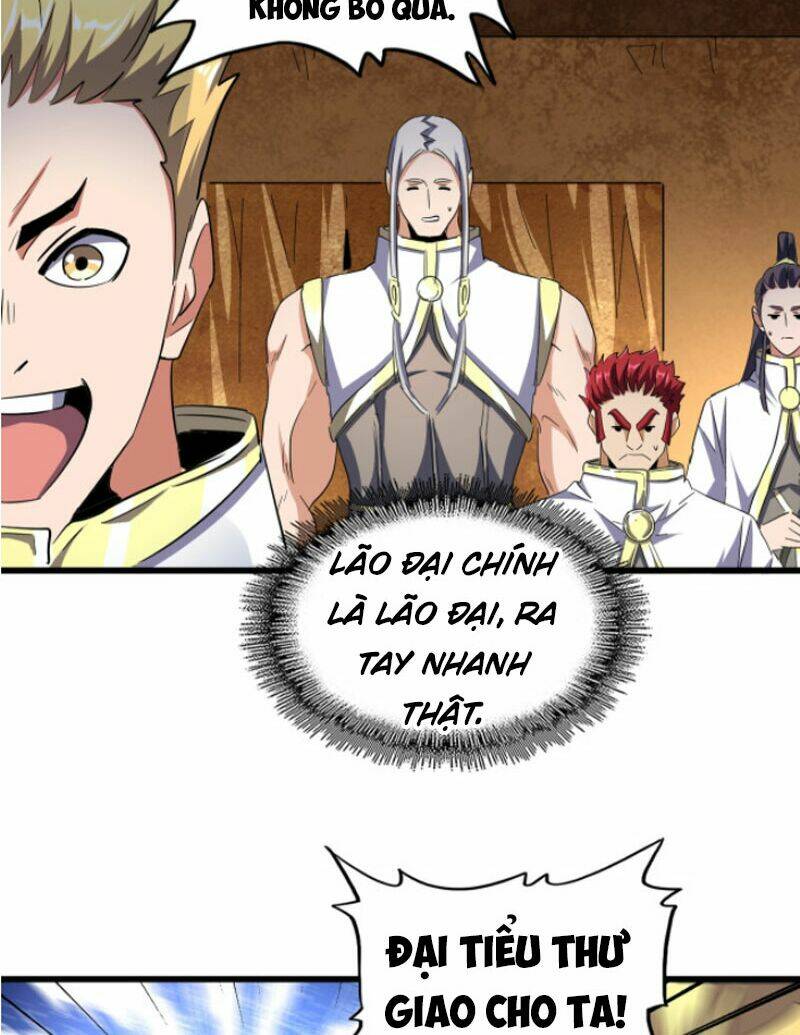 KHÔNG BỎ QUA.
LÃO ĐẠI CHÍNH
LÀ LÃO ĐẠI, RA
TAY NHANH
THẬT.
ĐẠI TIỂU THƯ
GIAO CHO TA!